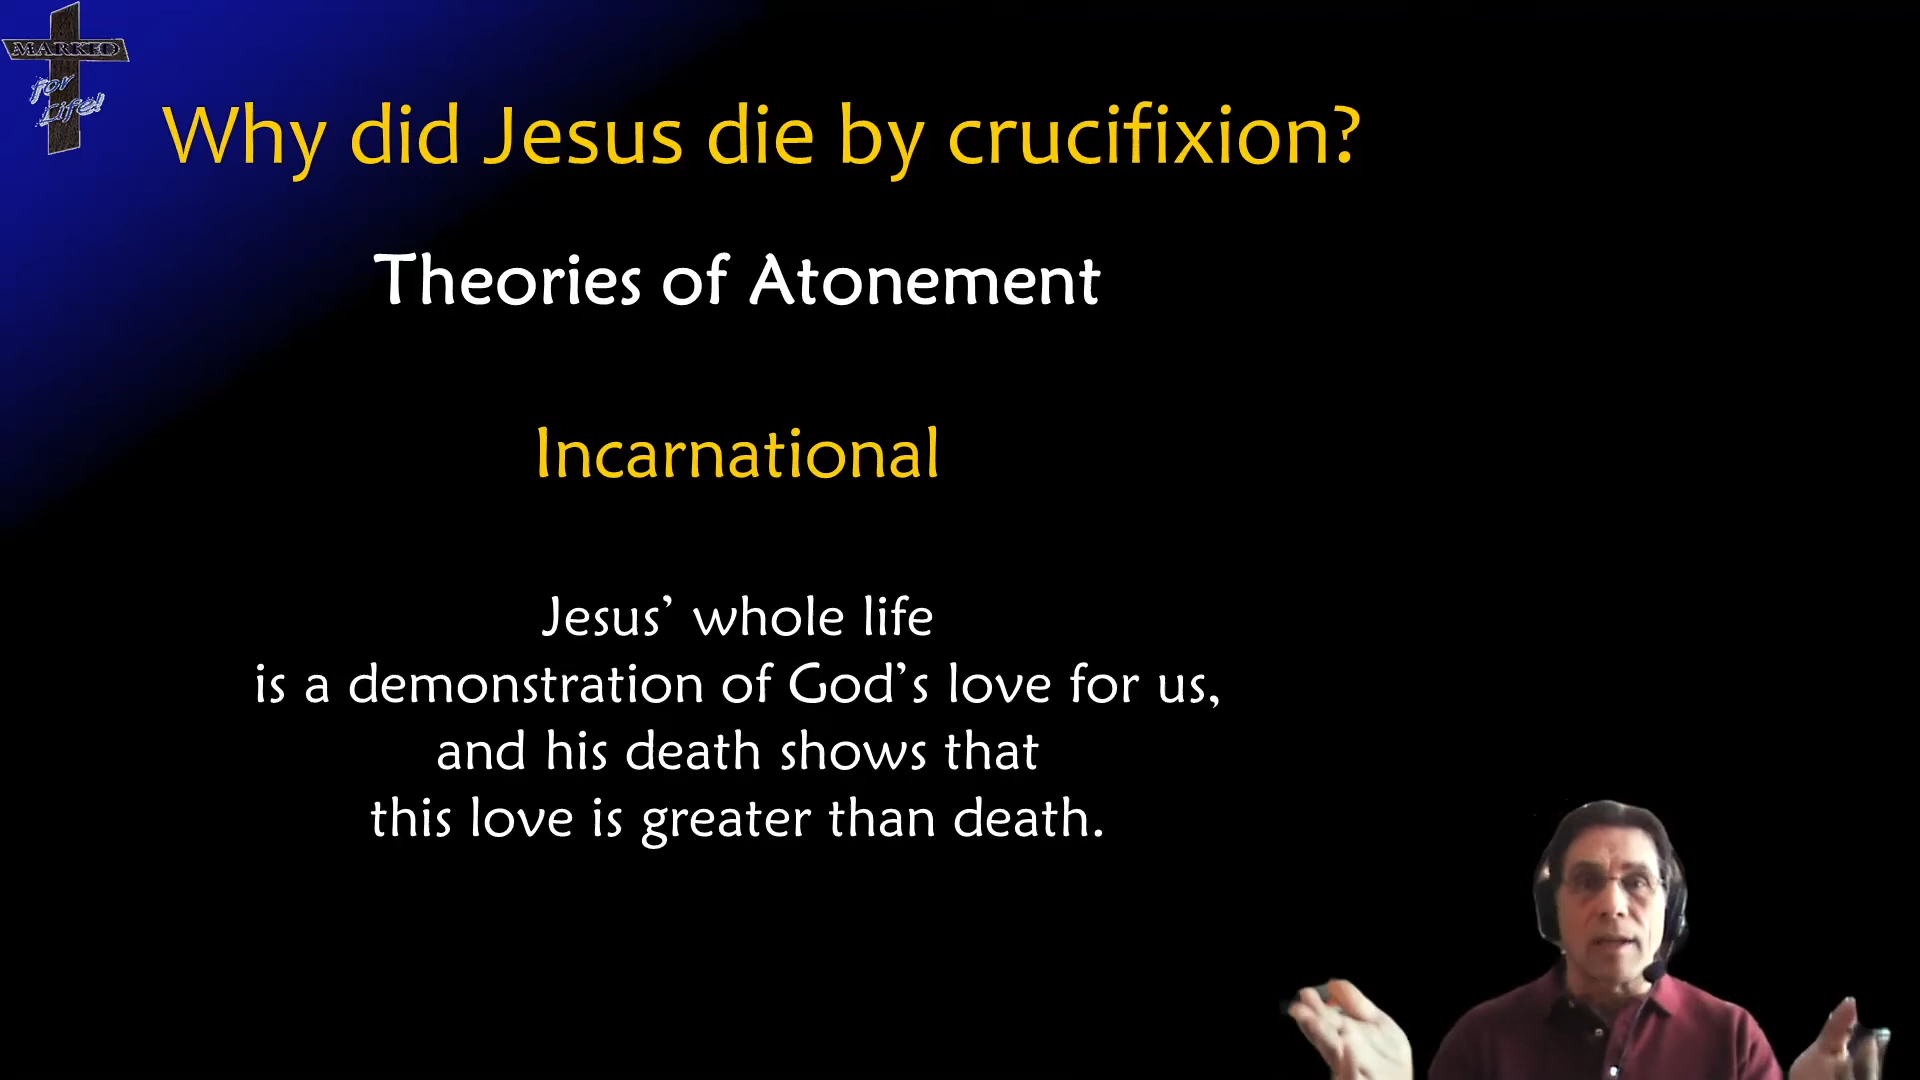 MARKED
for
Life!
Why did Jesus die by crucifixion?
Theories of Atonement
Incarnational
Jesus’ whole life
is a demonstration of God’s love for us,
and his death shows that
this love is greater than death.